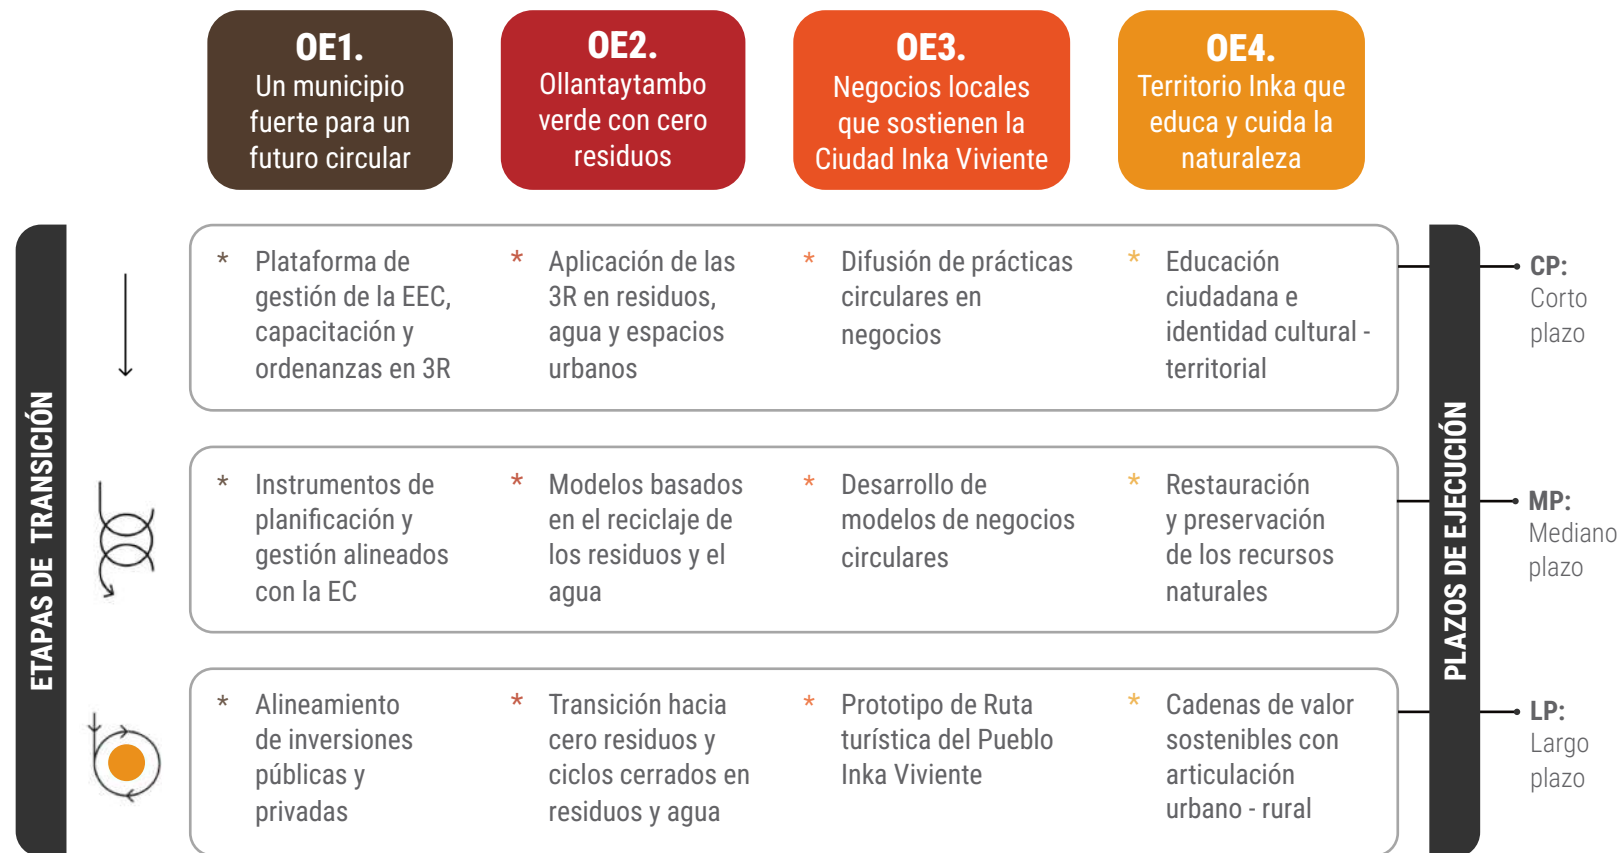 OE1.
Un municipio
fuerte para un
futuro circular
OE2.
Ollantaytambo
verde con cero
residuos
OE3.
Negocios locales
que sostienen la
Ciudad Inka Viviente
OE4.
Territorio Inka que
educa y cuida la
naturaleza
ETAPAS DE TRANSICIÓN
* Plataforma de
gestión de la EEC,
capacitación y
ordenanzas en 3R
* Aplicación de las
3R en residuos,
agua y espacios
urbanos
* Difusión de prácticas
circulares en
negocios
* Educación
ciudadana e
identidad cultural -
territorial
* Instrumentos de
planificación y
gestión alineados
con la EC
* Modelos basados
en el reciclaje de
los residuos y el
agua
* Desarrollo de
modelos de negocios
circulares
* Restauración
y preservación
de los recursos
naturales
* Alineamiento
de inversiones
públicas y
privadas
* Transición hacia
cero residuos y
ciclos cerrados en
residuos y agua
* Prototipo de Ruta
turística del Pueblo
Inka Viviente
* Cadenas de valor
sostenibles con
articulación
urbano - rural
PLAZOS DE EJECUCIÓN
CP:
Corto
plazo
MP:
Mediano
plazo
LP:
Largo
plazo